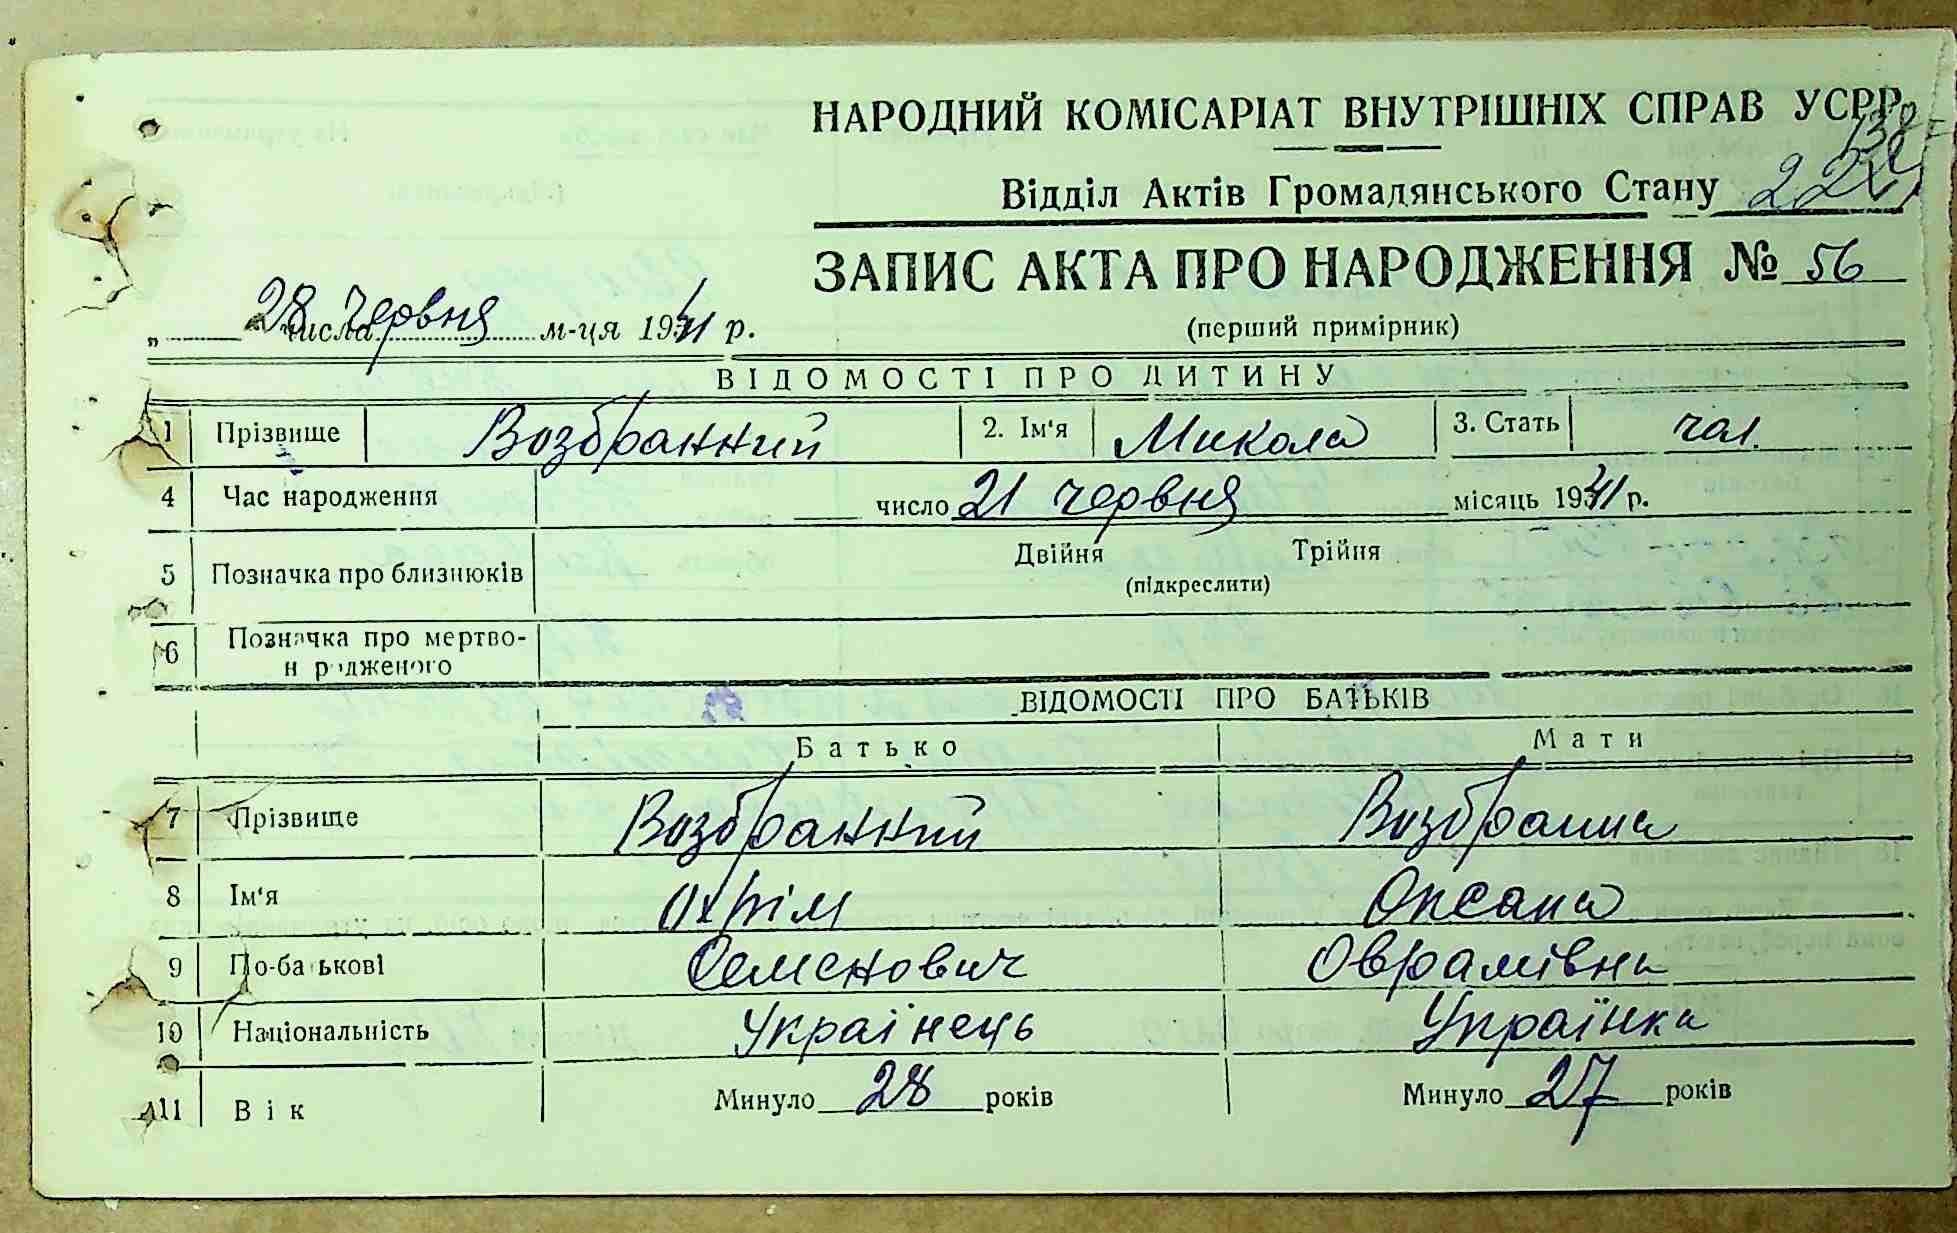 НАРОДНИЙ КОМІСАРІАТ ВНУТРІШНІХ СПРАВ УСРР
Відділ Актів Громадянського Стану
ЗАПИС АКТА ПРО НАРОДЖЕННЯ № 56
„ 28 числа червня м-ця 1941 р.
(перший примірник)
ВІДОМОСТІ ПРО ДИТИНУ
1 Прізвище Возбранний 2. Ім'я Микола 3. Стать чол.
4 Час народження число 21 червня місяць 1941 р.
5 Позначка про близнюків Двійня Трійня
(підкреслити)
6 Позначка про мертво-
н родженого
ВІДОМОСТІ ПРО БАТЬКІВ
Батько Мати
7 Прізвище Возбранний Возбрана
8 Ім'я Охрім Оксана
9 По-батькові Семенович Оврамівна
10 Національність Українець Українка
11 Вік Минуло 28 років Минуло 27 років